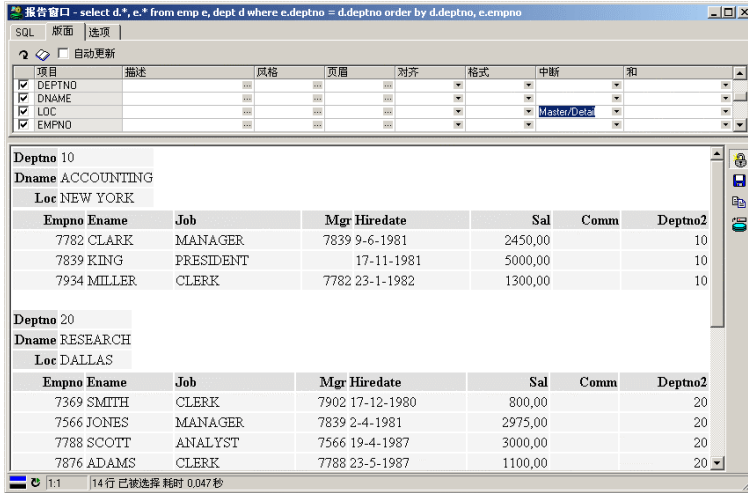 报告窗口 - select d.*, e.* from emp e, dept d where e.deptno = d.deptno order by d.deptno, e.empno
SQL 版面 选项
自动更新
项目 描述 风格 页眉 对齐 格式 中断 和
DEPTNO
DNAME
LOC Master/Detail
EMPNO
Deptno 10
Dname ACCOUNTING
Loc NEW YORK
Empno Ename Job Mgr Hiredate Sal Comm Deptno2
7782 CLARK MANAGER 7839 9-6-1981 2450,00 10
7839 KING PRESIDENT 17-11-1981 5000,00 10
7934 MILLER CLERK 7782 23-1-1982 1300,00 10
Deptno 20
Dname RESEARCH
Loc DALLAS
Empno Ename Job Mgr Hiredate Sal Comm Deptno2
7369 SMITH CLERK 7902 17-12-1980 800,00 20
7566 JONES MANAGER 7839 2-4-1981 2975,00 20
7788 SCOTT ANALYST 7566 19-4-1987 3000,00 20
7876 ADAMS CLERK 7788 23-5-1987 1100,00 20
1:1 14行 已被选择 耗时 0.047秒